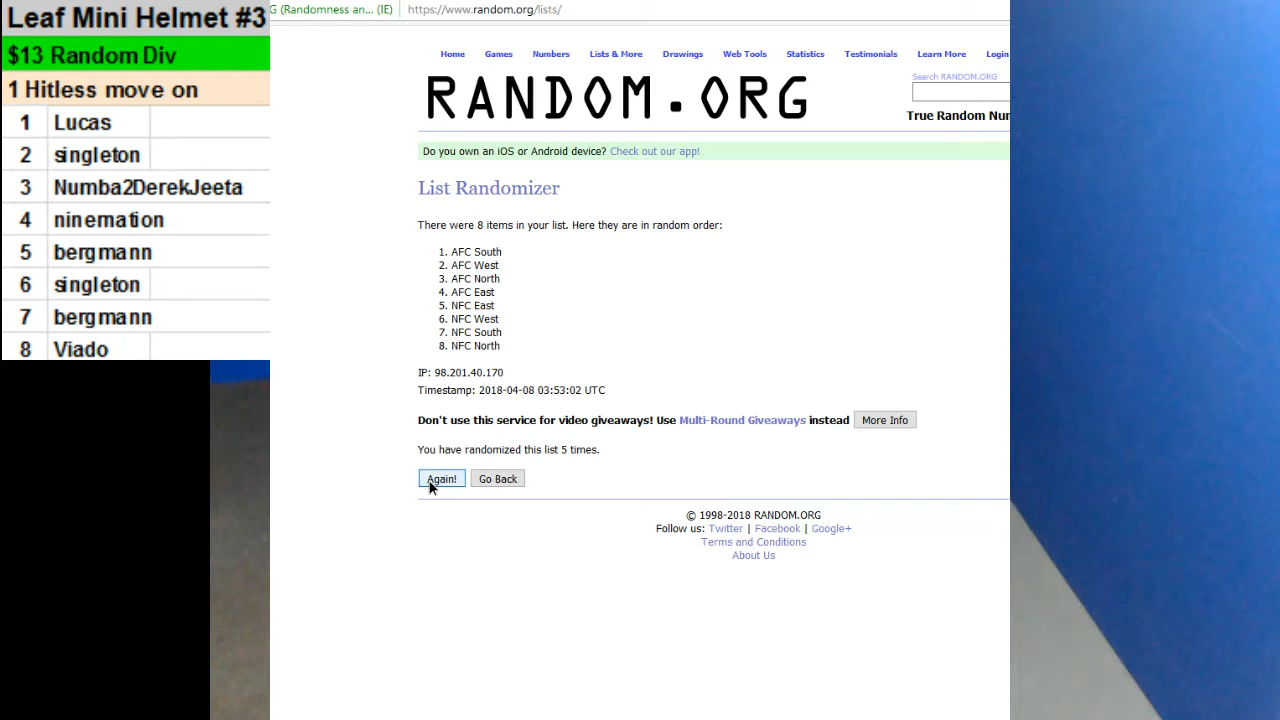 Leaf Mini Helmet #3
$13 Random Div
1 Hitless move on
1 Lucas
2 singleton
3 Numba2DerekJeeta
4 ninernation
5 bergmann
6 singleton
7 bergmann
8 Viado
G (Randomness an... (IE) https://www.random.org/lists/
Home Games Numbers Lists & More Drawings Web Tools Statistics Testimonials Learn More Login
RANDOM.ORG
Search RANDOM.ORG
True Random Num
Do you own an iOS or Android device? Check out our app!
List Randomizer
There were 8 items in your list. Here they are in random order:
1. AFC South
2. AFC West
3. AFC North
4. AFC East
5. NFC East
6. NFC West
7. NFC South
8. NFC North
IP: 98.201.40.170
Timestamp: 2018-04-08 03:53:02 UTC
Don't use this service for video giveaways! Use Multi-Round Giveaways instead More Info
You have randomized this list 5 times.
Again! Go Back
© 1998-2018 RANDOM.ORG
Follow us: Twitter | Facebook | Google+
Terms and Conditions
About Us